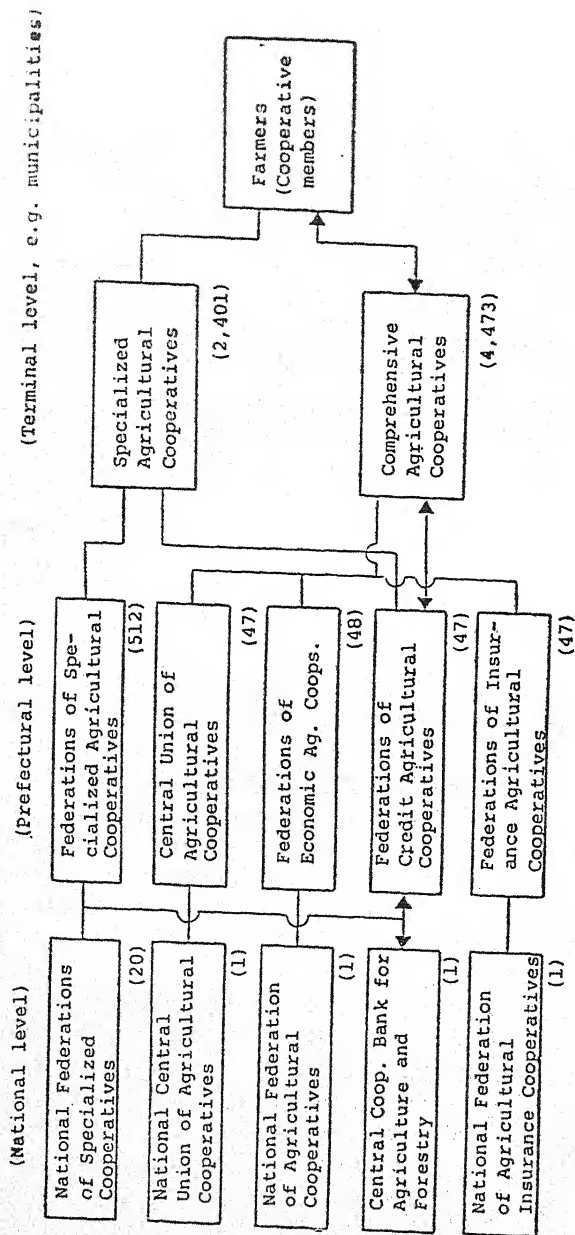 (National level)
National Federations
of Specialized
Cooperatives
(20)
National Central
Union of Agricultural
Cooperatives
(1)
National Federation
of Agricultural
Cooperatives
(1)
Central Coop. Bank for
Agriculture and
Forestry
(1)
National Federation
of Agricultural
Insurance Cooperatives
(1)
(Prefectural level)
Federations of Spe-
cialized Agricultural
Cooperatives
(512)
Central Union of
Agricultural
Cooperatives
(47)
Federations of
Economic Ag. Coops.
(48)
Federations of
Credit Agricultural
Cooperatives
(47)
Federations of Insur-
ance Agricultural
Cooperatives
(47)
(Terminal level, e.g. municipalities)
Specialized
Agricultural
Cooperatives
(2,401)
Comprehensive
Agricultural
Cooperatives
(4,473)
Farmers
(Cooperative
members)